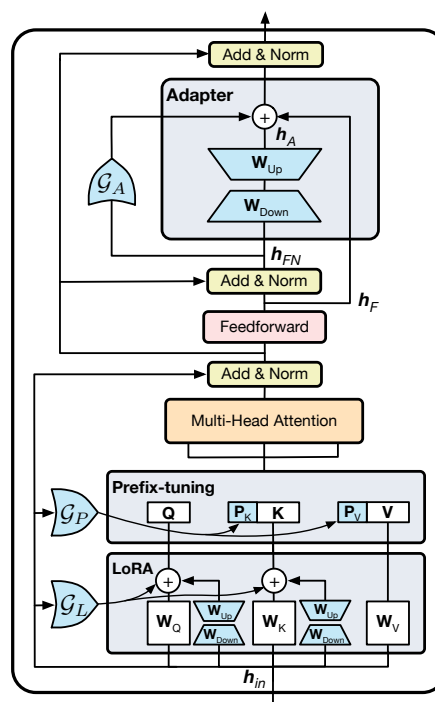 Add & Norm
Adapter
+
h_A
G_A
W_Up
W_Down
h_FN
Add & Norm
h_F
Feedforward
Add & Norm
Multi-Head Attention
Prefix-tuning
G_P
Q P_K K P_V V
LoRA
G_L + +
W_Q W_Up W_Down W_K W_Up W_Down W_V
h_in